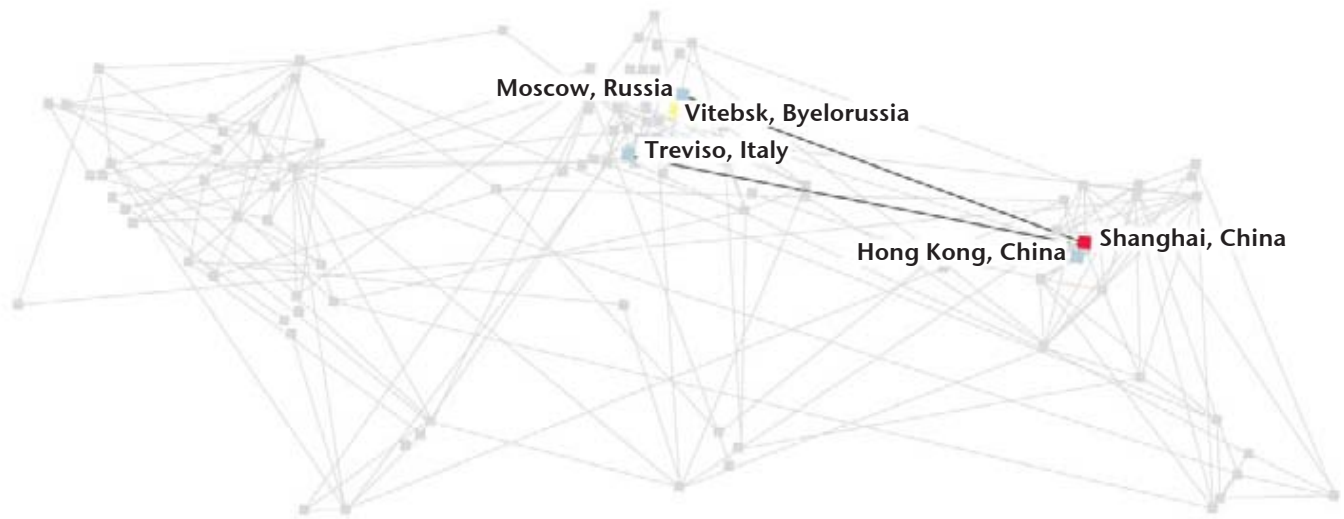 Moscow, Russia
Vitebsk, Byelorussia
Treviso, Italy
Shanghai, China
Hong Kong, China